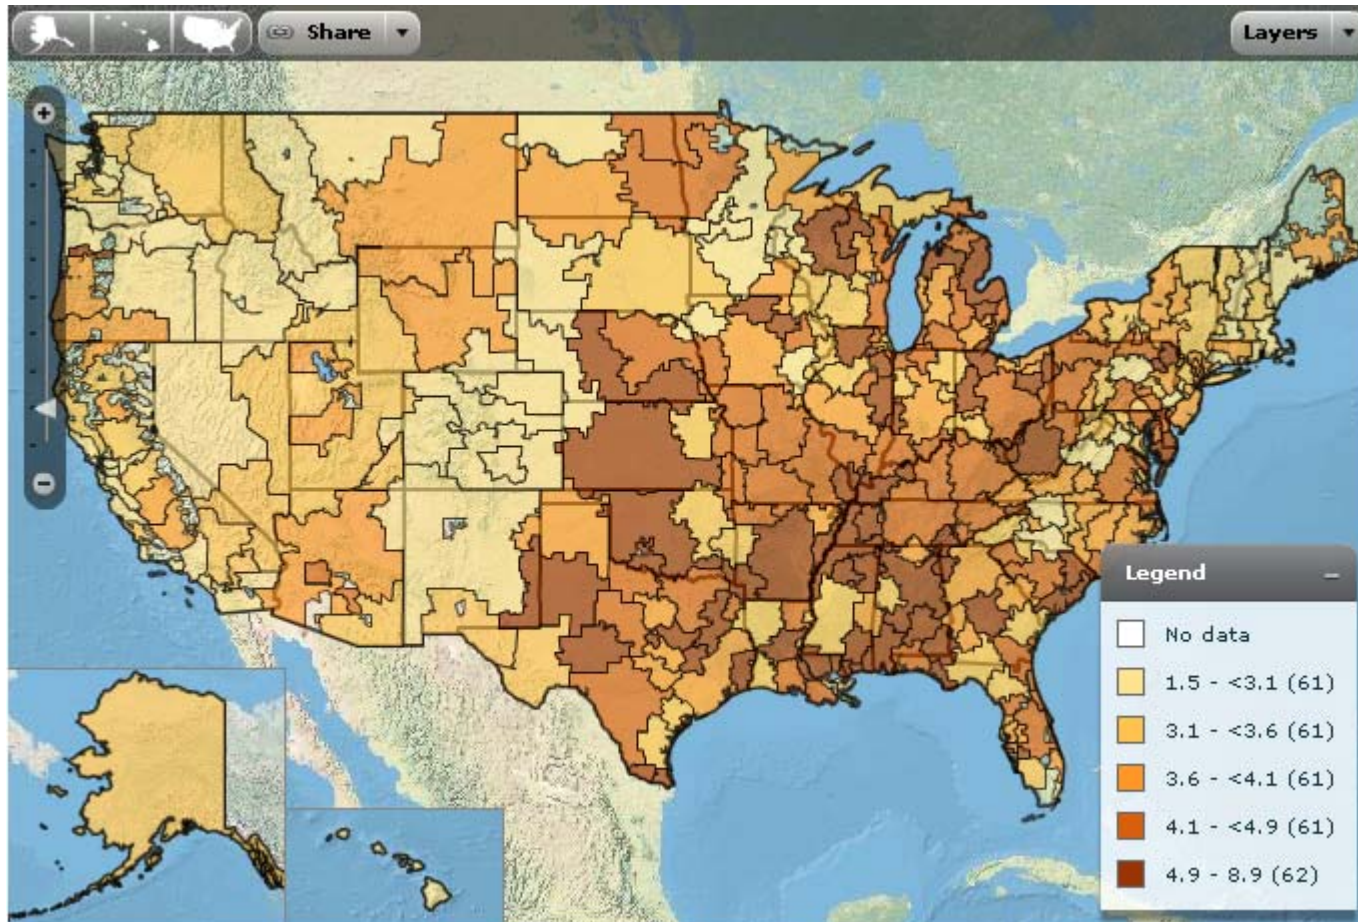 Share
Layers
Legend
No data
1.5 - <3.1 (61)
3.1 - <3.6 (61)
3.6 - <4.1 (61)
4.1 - <4.9 (61)
4.9 - 8.9 (62)